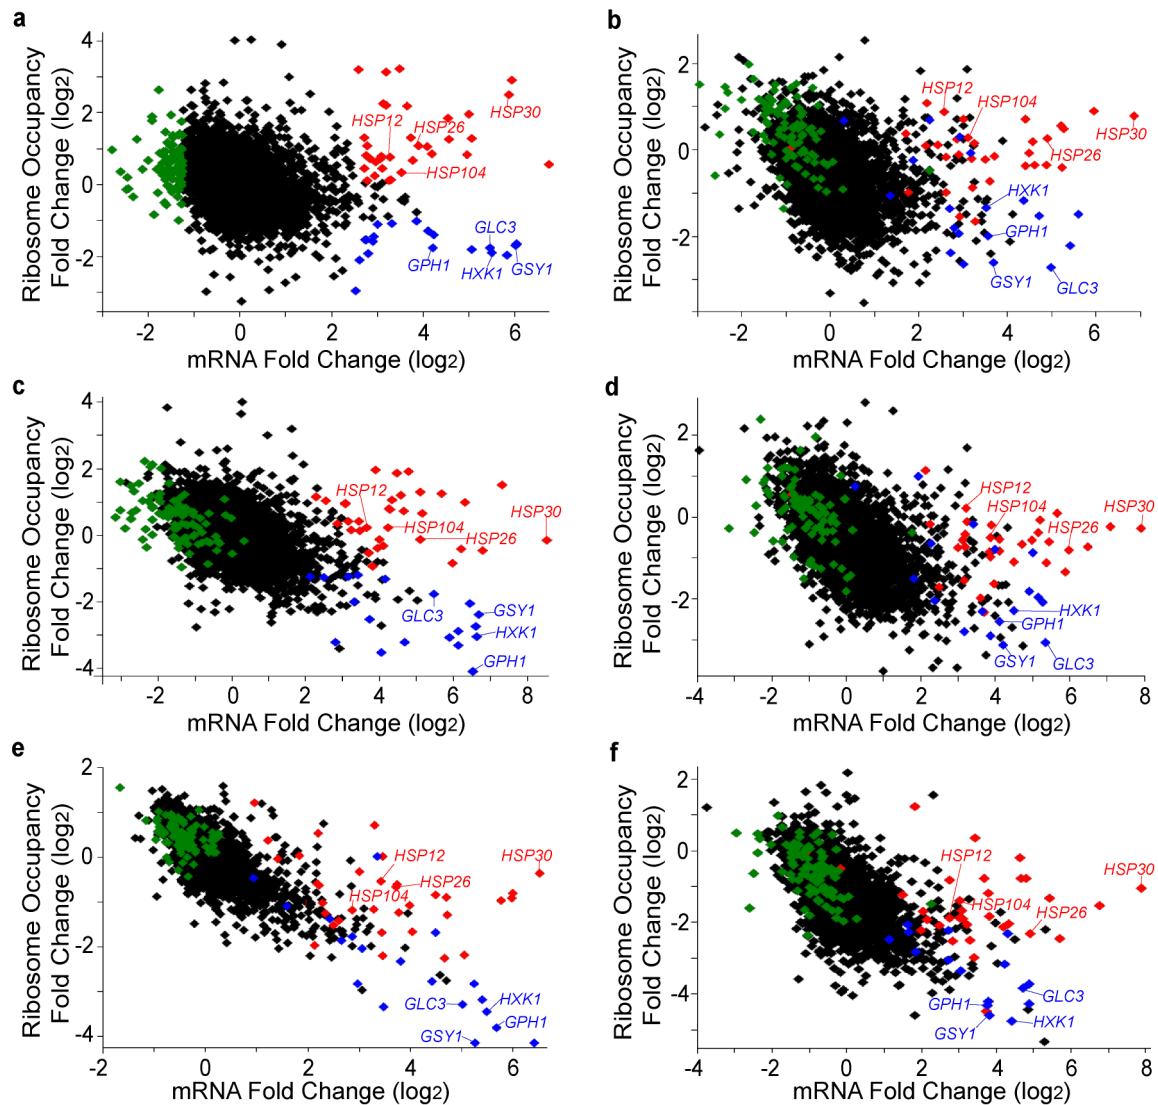 a
Ribosome Occupancy
Fold Change (log2)
4
2
0
-2
HSP12
HSP26
HSP30
HSP104
GLC3
GPH1
HXK1
GSY1
-2
0
2
4
6
mRNA Fold Change (log2)
b
Ribosome Occupancy
Fold Change (log2)
2
0
-2
HSP12
HSP104
HSP30
HSP26
HXK1
GPH1
GSY1
GLC3
-2
0
2
4
6
mRNA Fold Change (log2)
c
Ribosome Occupancy
Fold Change (log2)
4
2
0
-2
-4
HSP12
HSP30
HSP104
HSP26
GLC3
GSY1
HXK1
GPH1
0
2
4
6
8
mRNA Fold Change (log2)
d
Ribosome Occupancy
Fold Change (log2)
2
0
-2
HSP12
HSP104
HSP30
HSP26
HXK1
GPH1
GSY1
GLC3
-4
-2
0
2
4
6
8
mRNA Fold Change (log2)
e
Ribosome Occupancy
Fold Change (log2)
2
0
-2
-4
HSP12
HSP30
HSP26
HSP104
GLC3
HXK1
GPH1
GSY1
-2
0
2
4
6
mRNA Fold Change (log2)
f
Ribosome Occupancy
Fold Change (log2)
2
0
-2
-4
HSP12
HSP30
HSP104
HSP26
GPH1
GLC3
GSY1
HXK1
-4
-2
0
2
4
6
8
mRNA Fold Change (log2)